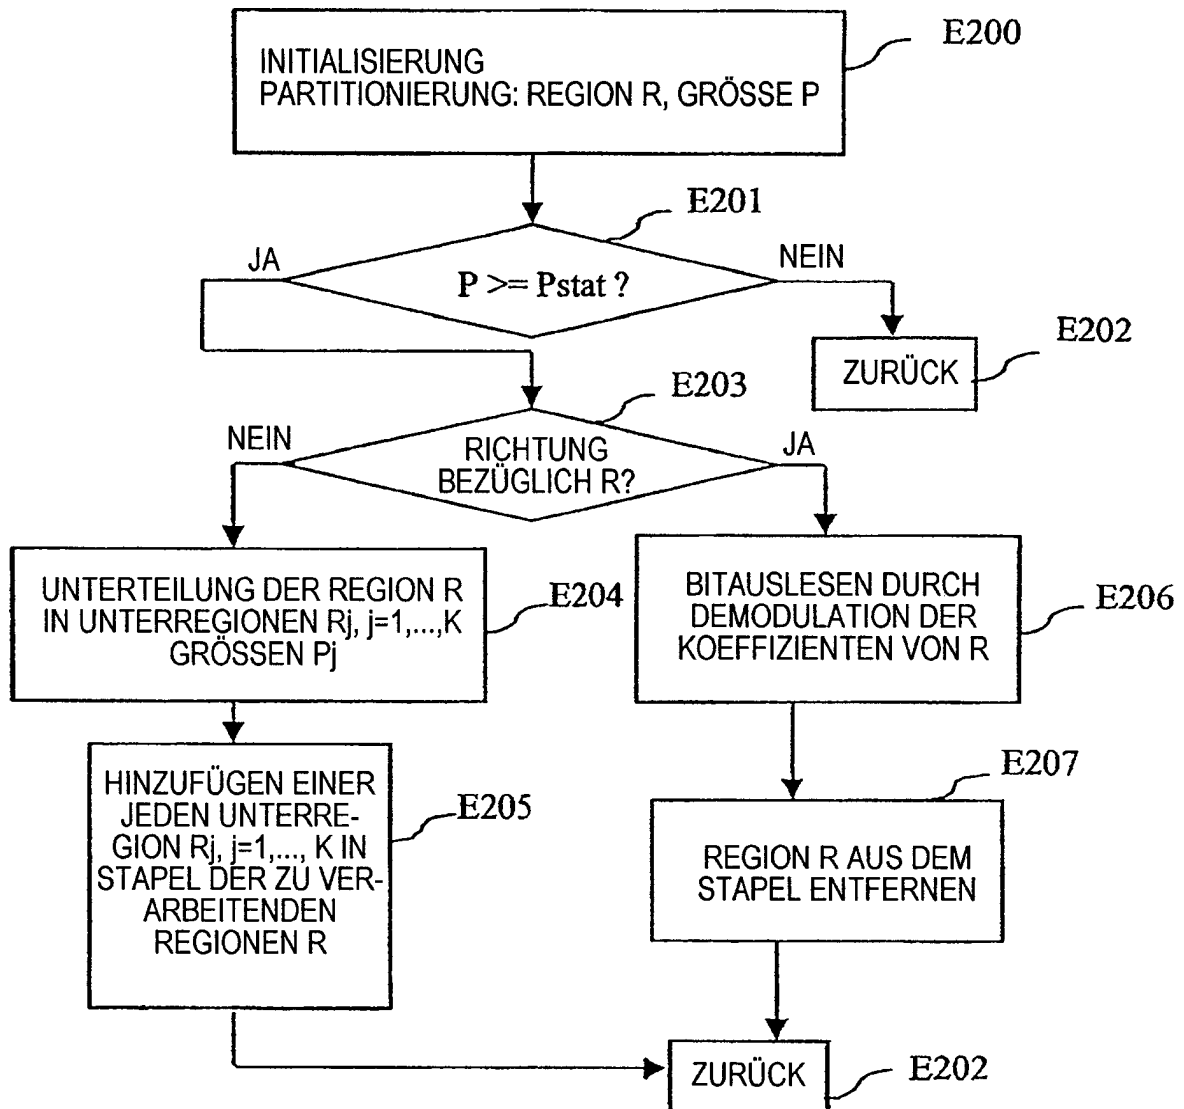 E200
INITIALISIERUNG
PARTITIONIERUNG: REGION R, GRÖSSE P
E201
JA
NEIN
P >= Pstat ?
E202
ZURÜCK
E203
NEIN
JA
RICHTUNG
BEZÜGLICH R?
UNTERTEILUNG DER REGION R
IN UNTERREGIONEN Rj, j=1,...,K
GRÖSSEN Pj
E204
BITAUSLESEN DURCH
DEMODULATION DER
KOEFFIZIENTEN VON R
E206
HINZUFÜGEN EINER
JEDEN UNTERRE-
GION Rj, j=1,..., K IN
STAPEL DER ZU VER-
ARBEITENDEN
REGIONEN R
E205
E207
REGION R AUS DEM
STAPEL ENTFERNEN
ZURÜCK
E202